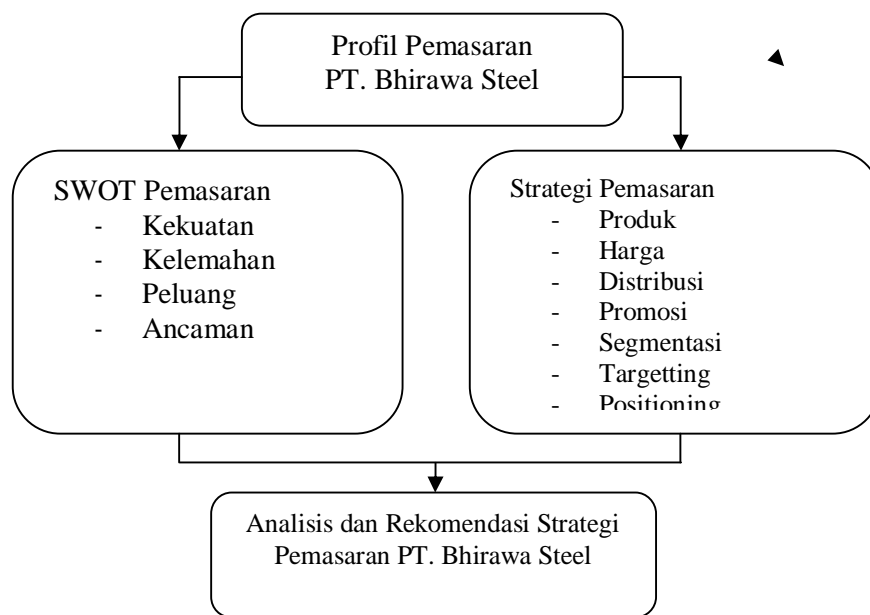 Profil Pemasaran
PT. Bhirawa Steel
SWOT Pemasaran
- Kekuatan
- Kelemahan
- Peluang
- Ancaman
Strategi Pemasaran
- Produk
- Harga
- Distribusi
- Promosi
- Segmentasi
- Targetting
- Positioning
Analisis dan Rekomendasi Strategi
Pemasaran PT. Bhirawa Steel